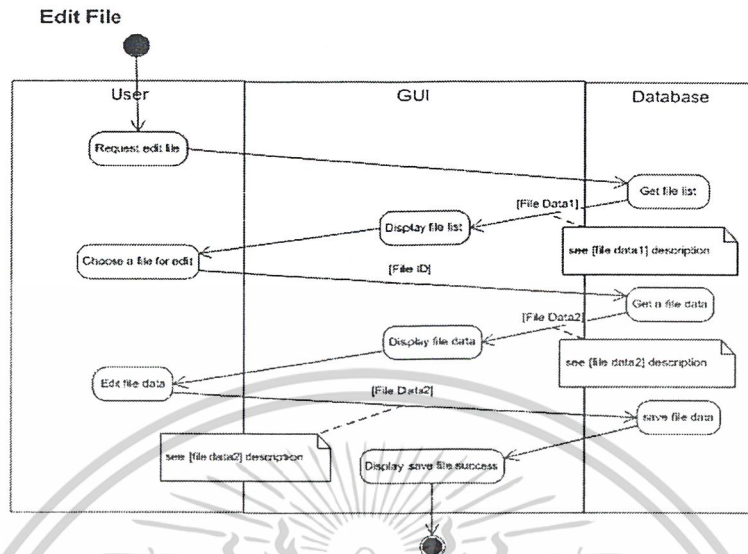 Edit File
User
GUI
Database
Request edit file
Get file list
[File Data1]
Display file list
see [file data1] description
Choose a file for edit
[File ID]
Get a file data
[File Data2]
Display file data
see [file data2] description
Edit file data
[File Data2]
save file data
see [file data2] description
Display save file success